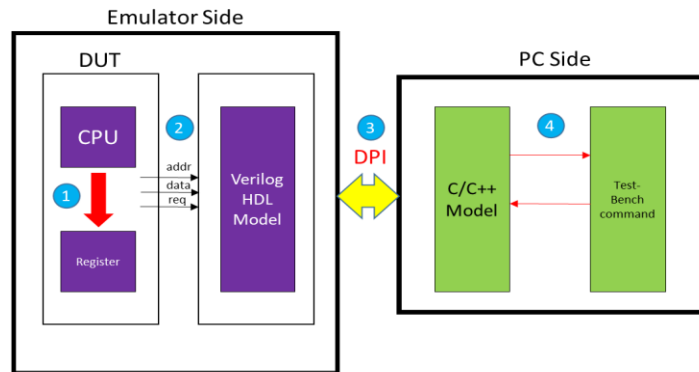 Emulator Side
DUT
CPU
1
Register
2
addr
data
req
Verilog
HDL
Model
3
DPI
PC Side
C/C++
Model
4
Test-
Bench
command